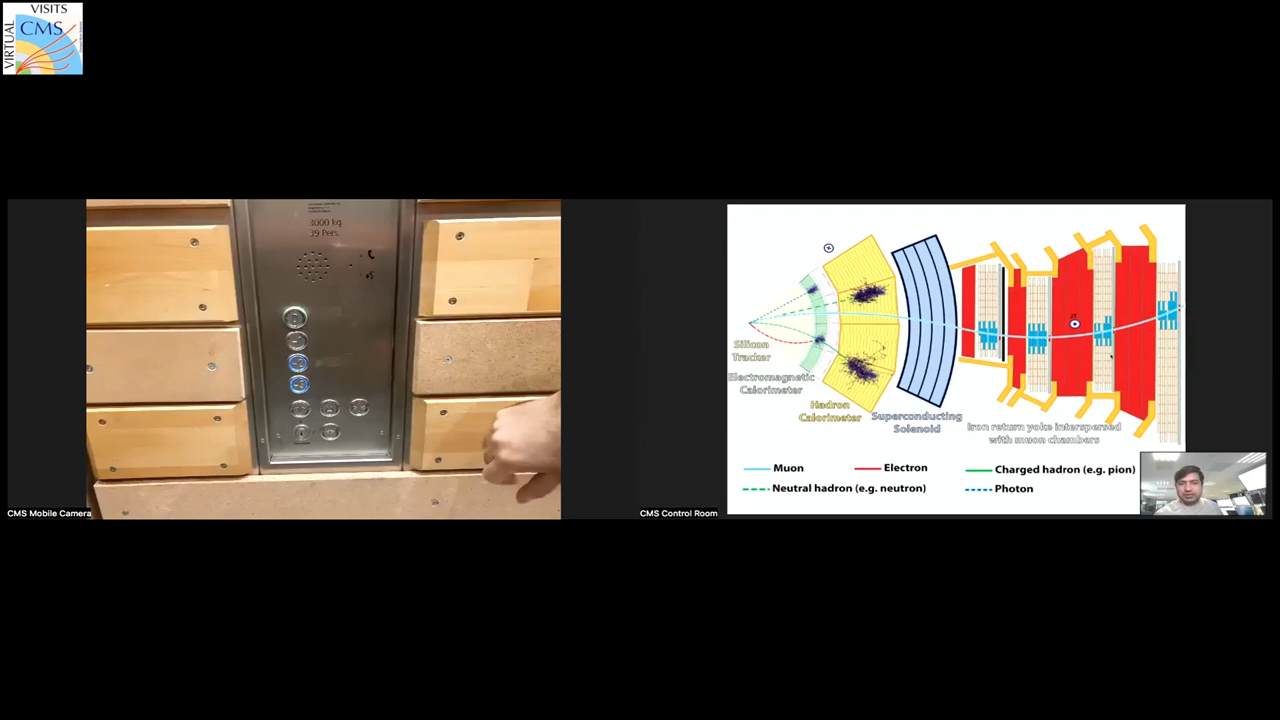 VISITS
CMS
VIRTUAL
3000 kg
39 Pers.
CMS Mobile Camera
Silicon
Tracker
Electromagnetic
Calorimeter
Hadron
Calorimeter
Superconducting
Solenoid
Iron return yoke interspersed
with muon chambers
Muon
Electron
Charged hadron (e.g. pion)
Neutral hadron (e.g. neutron)
Photon
CMS Control Room